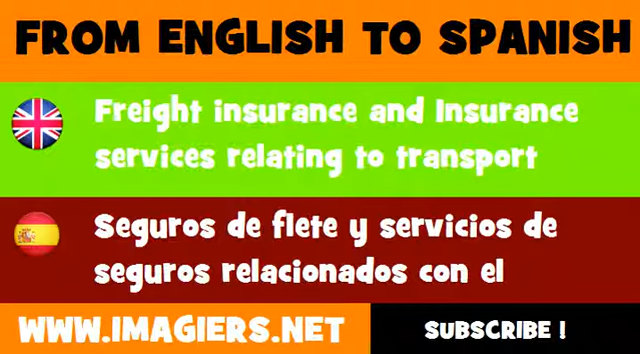 FROM ENGLISH TO SPANISH
Freight insurance and Insurance
services relating to transport
Seguros de flete y servicios de
seguros relacionados con el
WWW.IMAGIERS.NET
SUBSCRIBE !